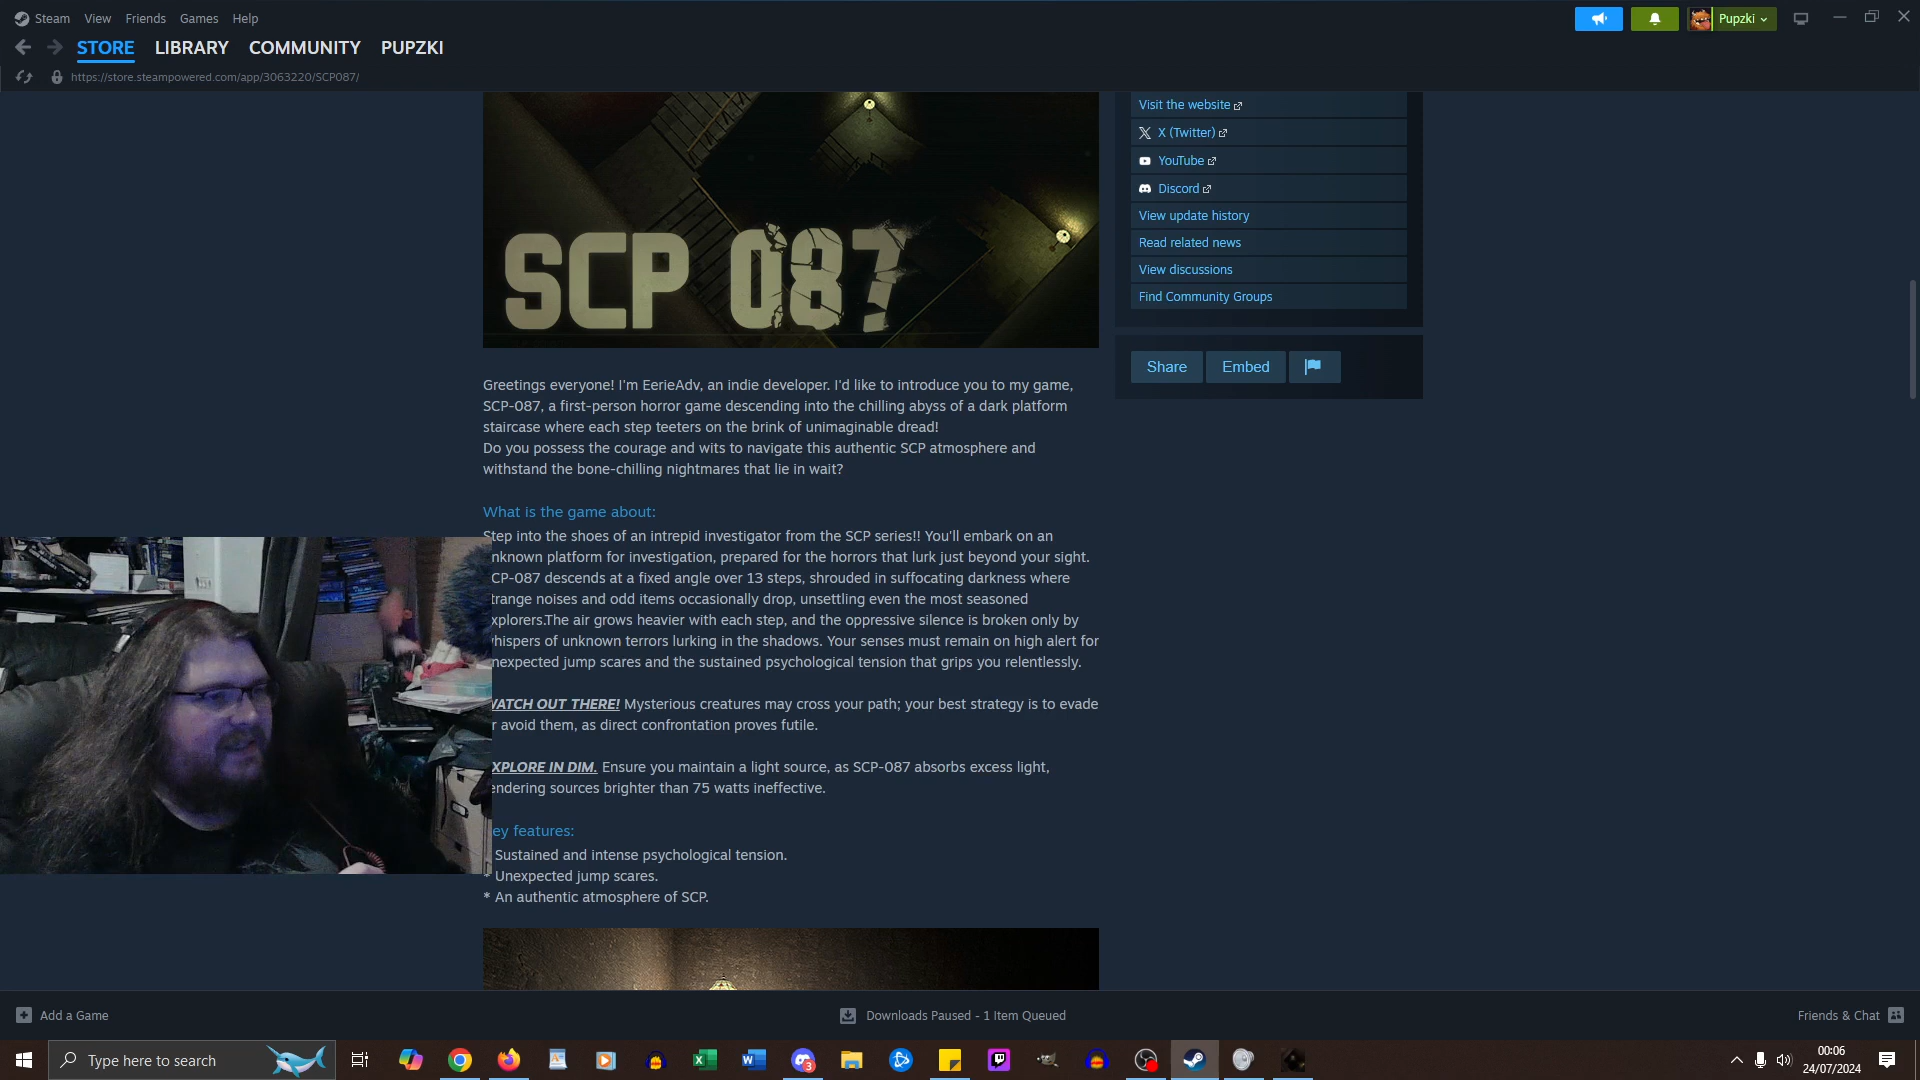 Steam View Friends Games Help
Pupzki
STORE LIBRARY COMMUNITY PUPZKI
https://store.steampowered.com/app/3063220/SCP087/
SCP 087
Visit the website
X (Twitter)
YouTube
Discord
View update history
Read related news
View discussions
Find Community Groups
Share Embed
Greetings everyone! I'm EerieAdv, an indie developer. I'd like to introduce you to my game,
SCP-087, a first-person horror game descending into the chilling abyss of a dark platform
staircase where each step teeters on the brink of unimaginable dread!
Do you possess the courage and wits to navigate this authentic SCP atmosphere and
withstand the bone-chilling nightmares that lie in wait?
What is the game about:
Step into the shoes of an intrepid investigator from the SCP series!! You'll embark on an
nknown platform for investigation, prepared for the horrors that lurk just beyond your sight.
CP-087 descends at a fixed angle over 13 steps, shrouded in suffocating darkness where
trange noises and odd items occasionally drop, unsettling even the most seasoned
xplorers.The air grows heavier with each step, and the oppressive silence is broken only by
hispers of unknown terrors lurking in the shadows. Your senses must remain on high alert for
nexpected jump scares and the sustained psychological tension that grips you relentlessly.
WATCH OUT THERE! Mysterious creatures may cross your path; your best strategy is to evade
r avoid them, as direct confrontation proves futile.
XPLORE IN DIM. Ensure you maintain a light source, as SCP-087 absorbs excess light,
endering sources brighter than 75 watts ineffective.
ey features:
Sustained and intense psychological tension.
* Unexpected jump scares.
* An authentic atmosphere of SCP.
Add a Game
Downloads Paused - 1 Item Queued
Friends & Chat
Type here to search
3
00:06
24/07/2024